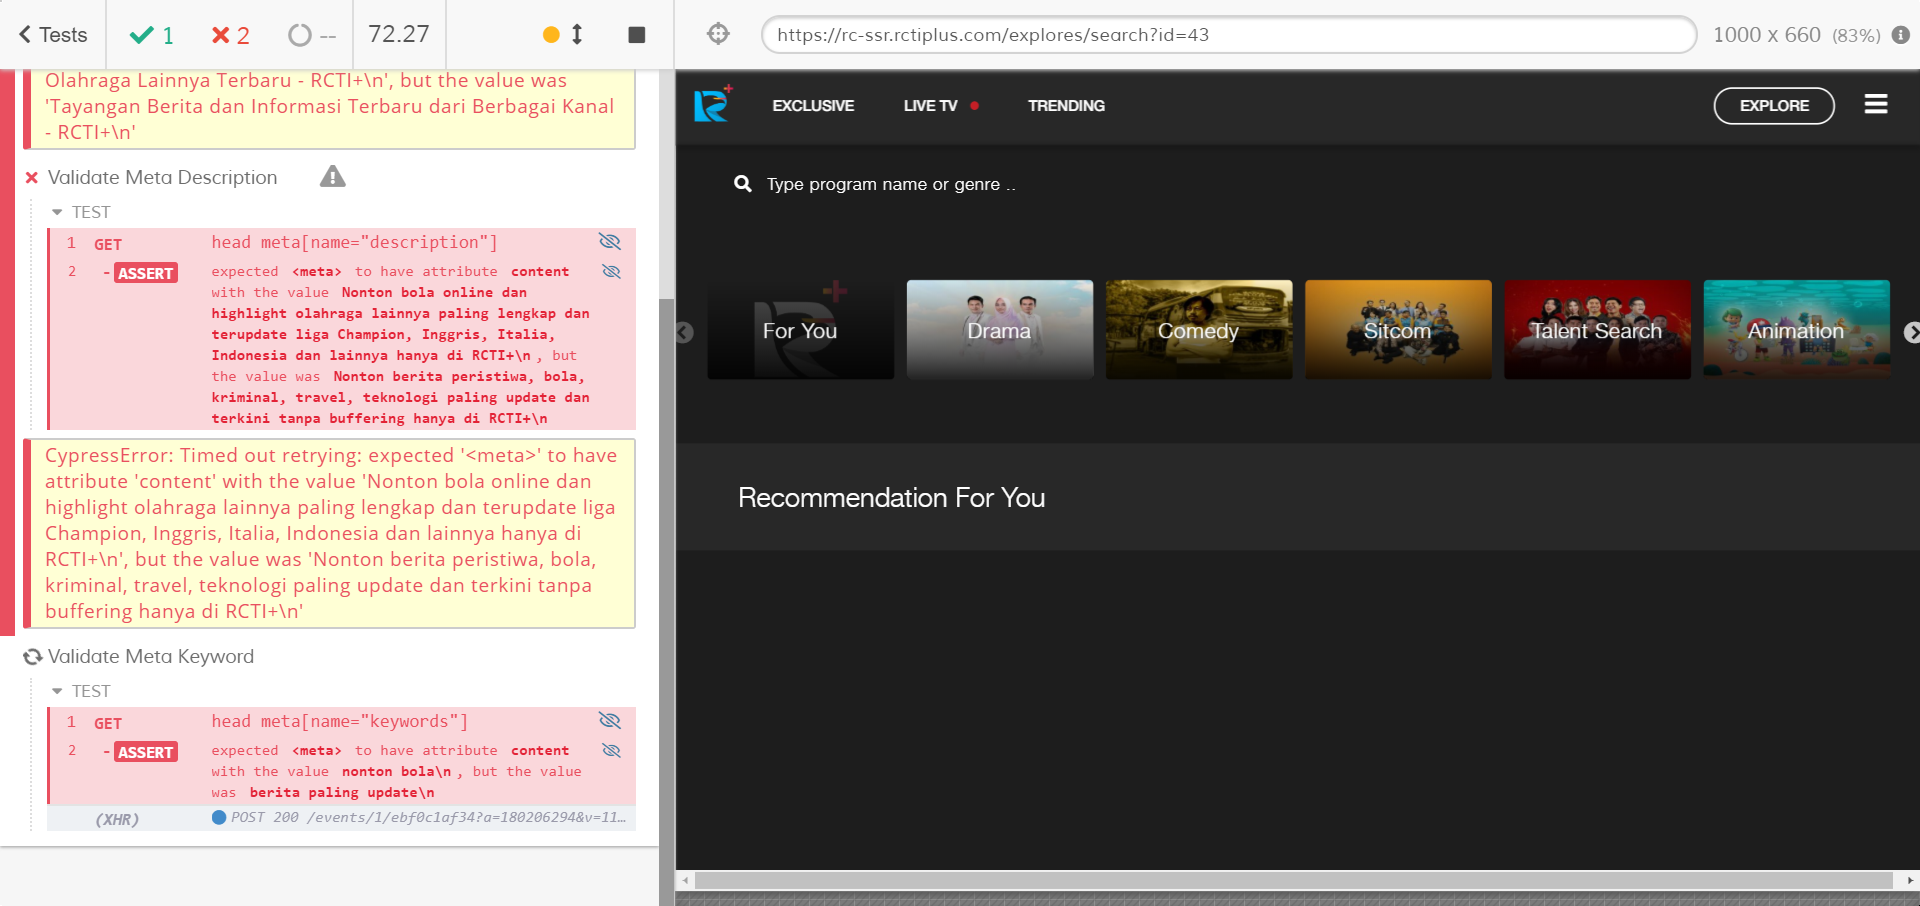 Tests
1
2
--
72.27
https://rc-ssr.rctiplus.com/explores/search?id=43
1000 x 660 (83%)
Olahraga Lainnya Terbaru - RCTI+\n', but the value was
'Tayangan Berita dan Informasi Terbaru dari Berbagai Kanal
- RCTI+\n'
Validate Meta Description
TEST
1 GET head meta[name="description"]
2 -ASSERT expected <meta> to have attribute content
with the value Nonton bola online dan
highlight olahraga lainnya paling lengkap dan
terupdate liga Champion, Inggris, Italia,
Indonesia dan lainnya hanya di RCTI+\n , but
the value was Nonton berita peristiwa, bola,
kriminal, travel, teknologi paling update dan
terkini tanpa buffering hanya di RCTI+\n
CypressError: Timed out retrying: expected '<meta>' to have
attribute 'content' with the value 'Nonton bola online dan
highlight olahraga lainnya paling lengkap dan terupdate liga
Champion, Inggris, Italia, Indonesia dan lainnya hanya di
RCTI+\n', but the value was 'Nonton berita peristiwa, bola,
kriminal, travel, teknologi paling update dan terkini tanpa
buffering hanya di RCTI+\n'
Validate Meta Keyword
TEST
1 GET head meta[name="keywords"]
2 -ASSERT expected <meta> to have attribute content
with the value nonton bola\n , but the value
was berita paling update\n
(XHR) POST 200 /events/1/ebf0c1af34?a=180206294&v=11…
EXCLUSIVE
LIVE TV
TRENDING
EXPLORE
Type program name or genre ..
For You
Drama
Comedy
Sitcom
Talent Search
Animation
Recommendation For You